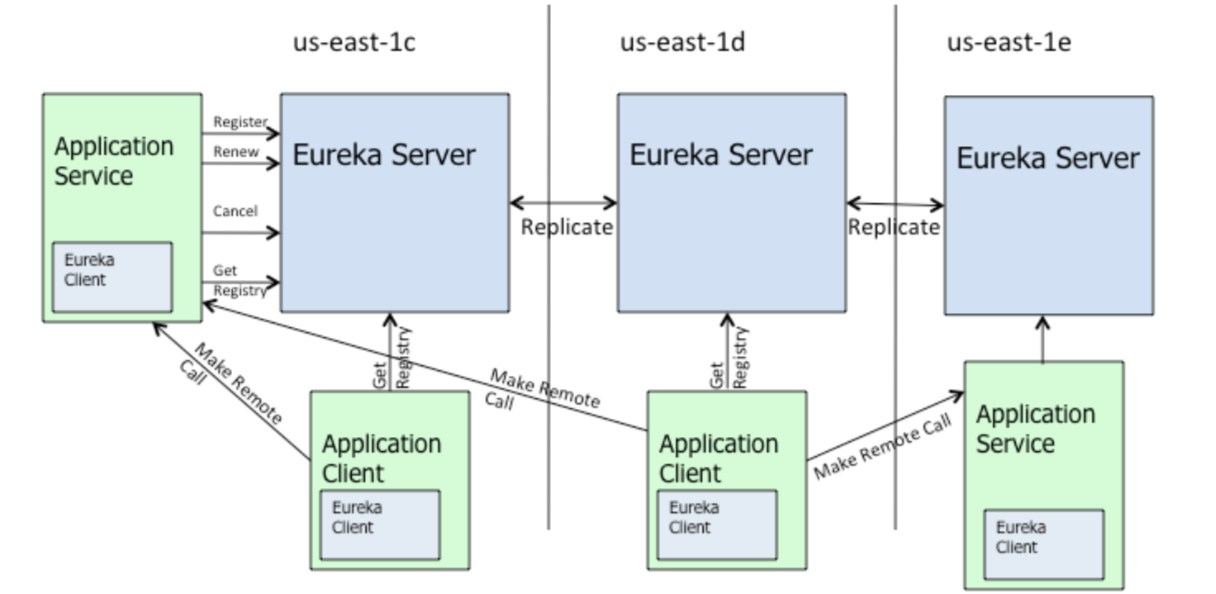 us-east-1c
us-east-1d
us-east-1e
Application
Service
Eureka
Client
Register
Renew
Cancel
Get
Registry
Eureka Server
Replicate
Eureka Server
Replicate
Eureka Server
Make Remote
Call
Get
Registry
Make Remote
Call
Get
Registry
Make Remote Call
Application
Client
Eureka
Client
Application
Client
Eureka
Client
Application
Service
Eureka
Client